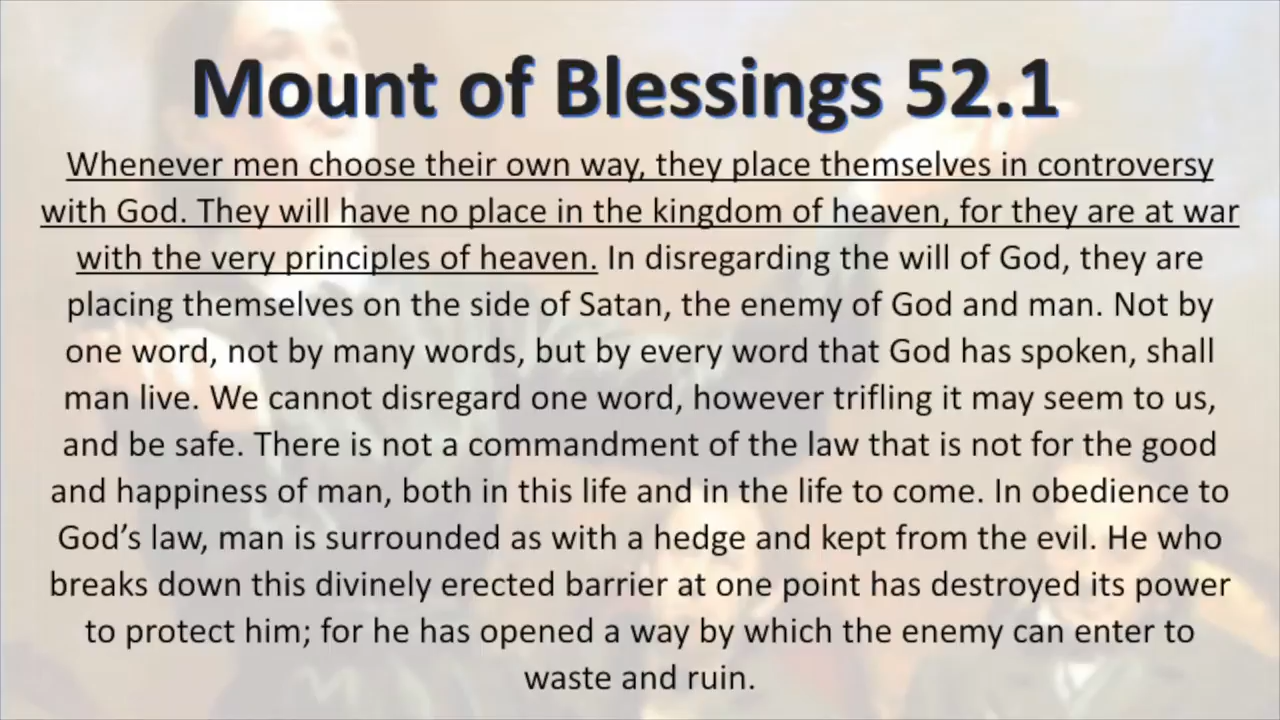 Mount of Blessings 52.1
Whenever men choose their own way, they place themselves in controversy
with God. They will have no place in the kingdom of heaven, for they are at war
with the very principles of heaven. In disregarding the will of God, they are
placing themselves on the side of Satan, the enemy of God and man. Not by
one word, not by many words, but by every word that God has spoken, shall
man live. We cannot disregard one word, however trifling it may seem to us,
and be safe. There is not a commandment of the law that is not for the good
and happiness of man, both in this life and in the life to come. In obedience to
God’s law, man is surrounded as with a hedge and kept from the evil. He who
breaks down this divinely erected barrier at one point has destroyed its power
to protect him; for he has opened a way by which the enemy can enter to
waste and ruin.